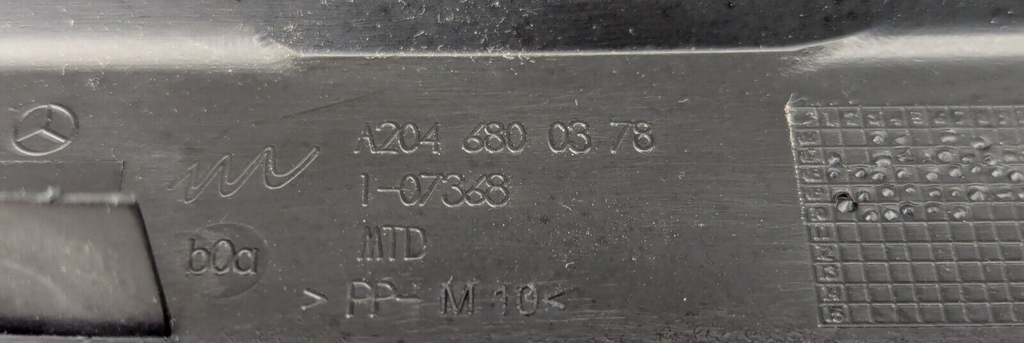 A204 680 03 78
1-07368
b0a
MTD
> PP- M 10 <